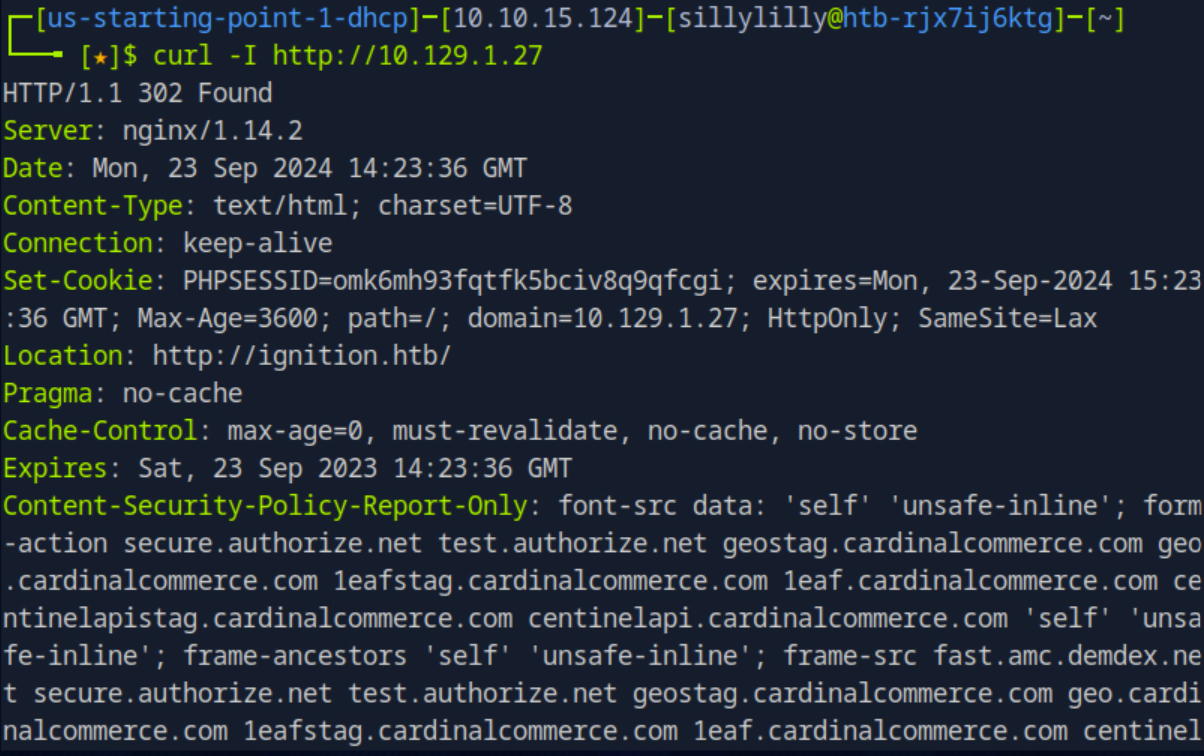 [us-starting-point-1-dhcp]─[10.10.15.124]─[sillylilly@htb-rjx7ij6ktg]─[~]
[★]$ curl -I http://10.129.1.27
HTTP/1.1 302 Found
Server: nginx/1.14.2
Date: Mon, 23 Sep 2024 14:23:36 GMT
Content-Type: text/html; charset=UTF-8
Connection: keep-alive
Set-Cookie: PHPSESSID=omk6mh93fqtfk5bciv8q9qfcgi; expires=Mon, 23-Sep-2024 15:23
:36 GMT; Max-Age=3600; path=/; domain=10.129.1.27; HttpOnly; SameSite=Lax
Location: http://ignition.htb/
Pragma: no-cache
Cache-Control: max-age=0, must-revalidate, no-cache, no-store
Expires: Sat, 23 Sep 2023 14:23:36 GMT
Content-Security-Policy-Report-Only: font-src data: 'self' 'unsafe-inline'; form
-action secure.authorize.net test.authorize.net geostag.cardinalcommerce.com geo
.cardinalcommerce.com 1eafstag.cardinalcommerce.com 1eaf.cardinalcommerce.com ce
ntinelapistag.cardinalcommerce.com centinelapi.cardinalcommerce.com 'self' 'unsa
fe-inline'; frame-ancestors 'self' 'unsafe-inline'; frame-src fast.amc.demdex.ne
t secure.authorize.net test.authorize.net geostag.cardinalcommerce.com geo.cardi
nalcommerce.com 1eafstag.cardinalcommerce.com 1eaf.cardinalcommerce.com centinel